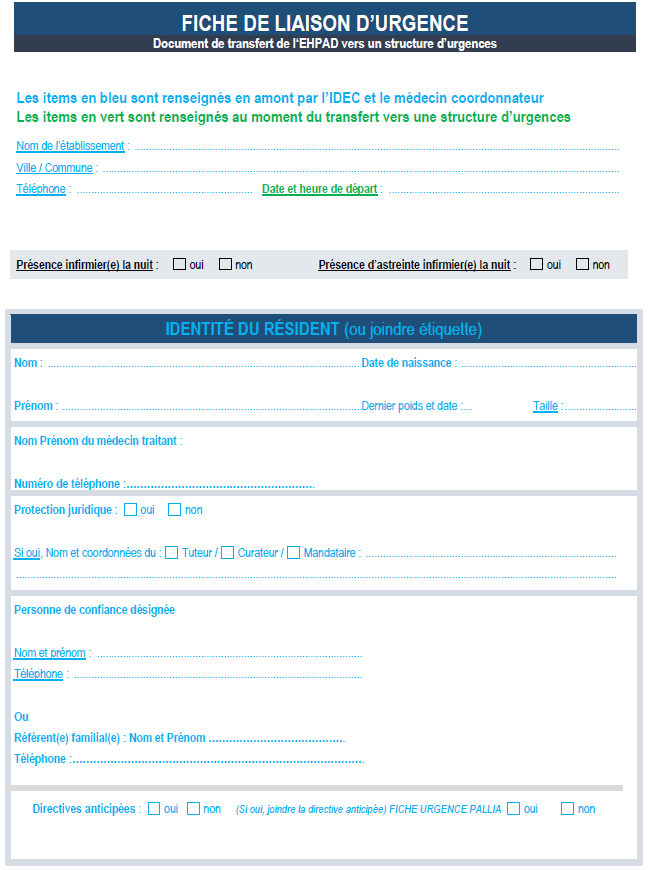 FICHE DE LIAISON D’URGENCE
Document de transfert de l‘EHPAD vers un structure d’urgences
Les items en bleu sont renseignés en amont par l’IDEC et le médecin coordonnateur
Les items en vert sont renseignés au moment du transfert vers une structure d’urgences
Nom de l’établissement : ........................................................................
Ville / Commune : ........................................................................
Téléphone : ................................................ Date et heure de départ : ................................................
Présence infirmier(e) la nuit : ☐ oui ☐ non Présence d’astreinte infirmier(e) la nuit : ☐ oui ☐ non
IDENTITÉ DU RÉSIDENT (ou joindre étiquette)
Nom : ................................................ Date de naissance : ................................................
Prénom : ................................................ Dernier poids et date :... Taille : ........................
Nom Prénom du médecin traitant :
Numéro de téléphone :................................................
Protection juridique : ☐ oui ☐ non
Si oui, Nom et coordonnées du : ☐ Tuteur / ☐ Curateur / ☐ Mandataire : ................................................
........................................................................
Personne de confiance désignée
Nom et prénom : ................................................
Téléphone : ................................................
Ou
Référent(e) familial(e) : Nom et Prénom ........................................
Téléphone :................................................
Directives anticipées : ☐ oui ☐ non (Si oui, joindre la directive anticipée) FICHE URGENCE PALLIA ☐ oui ☐ non